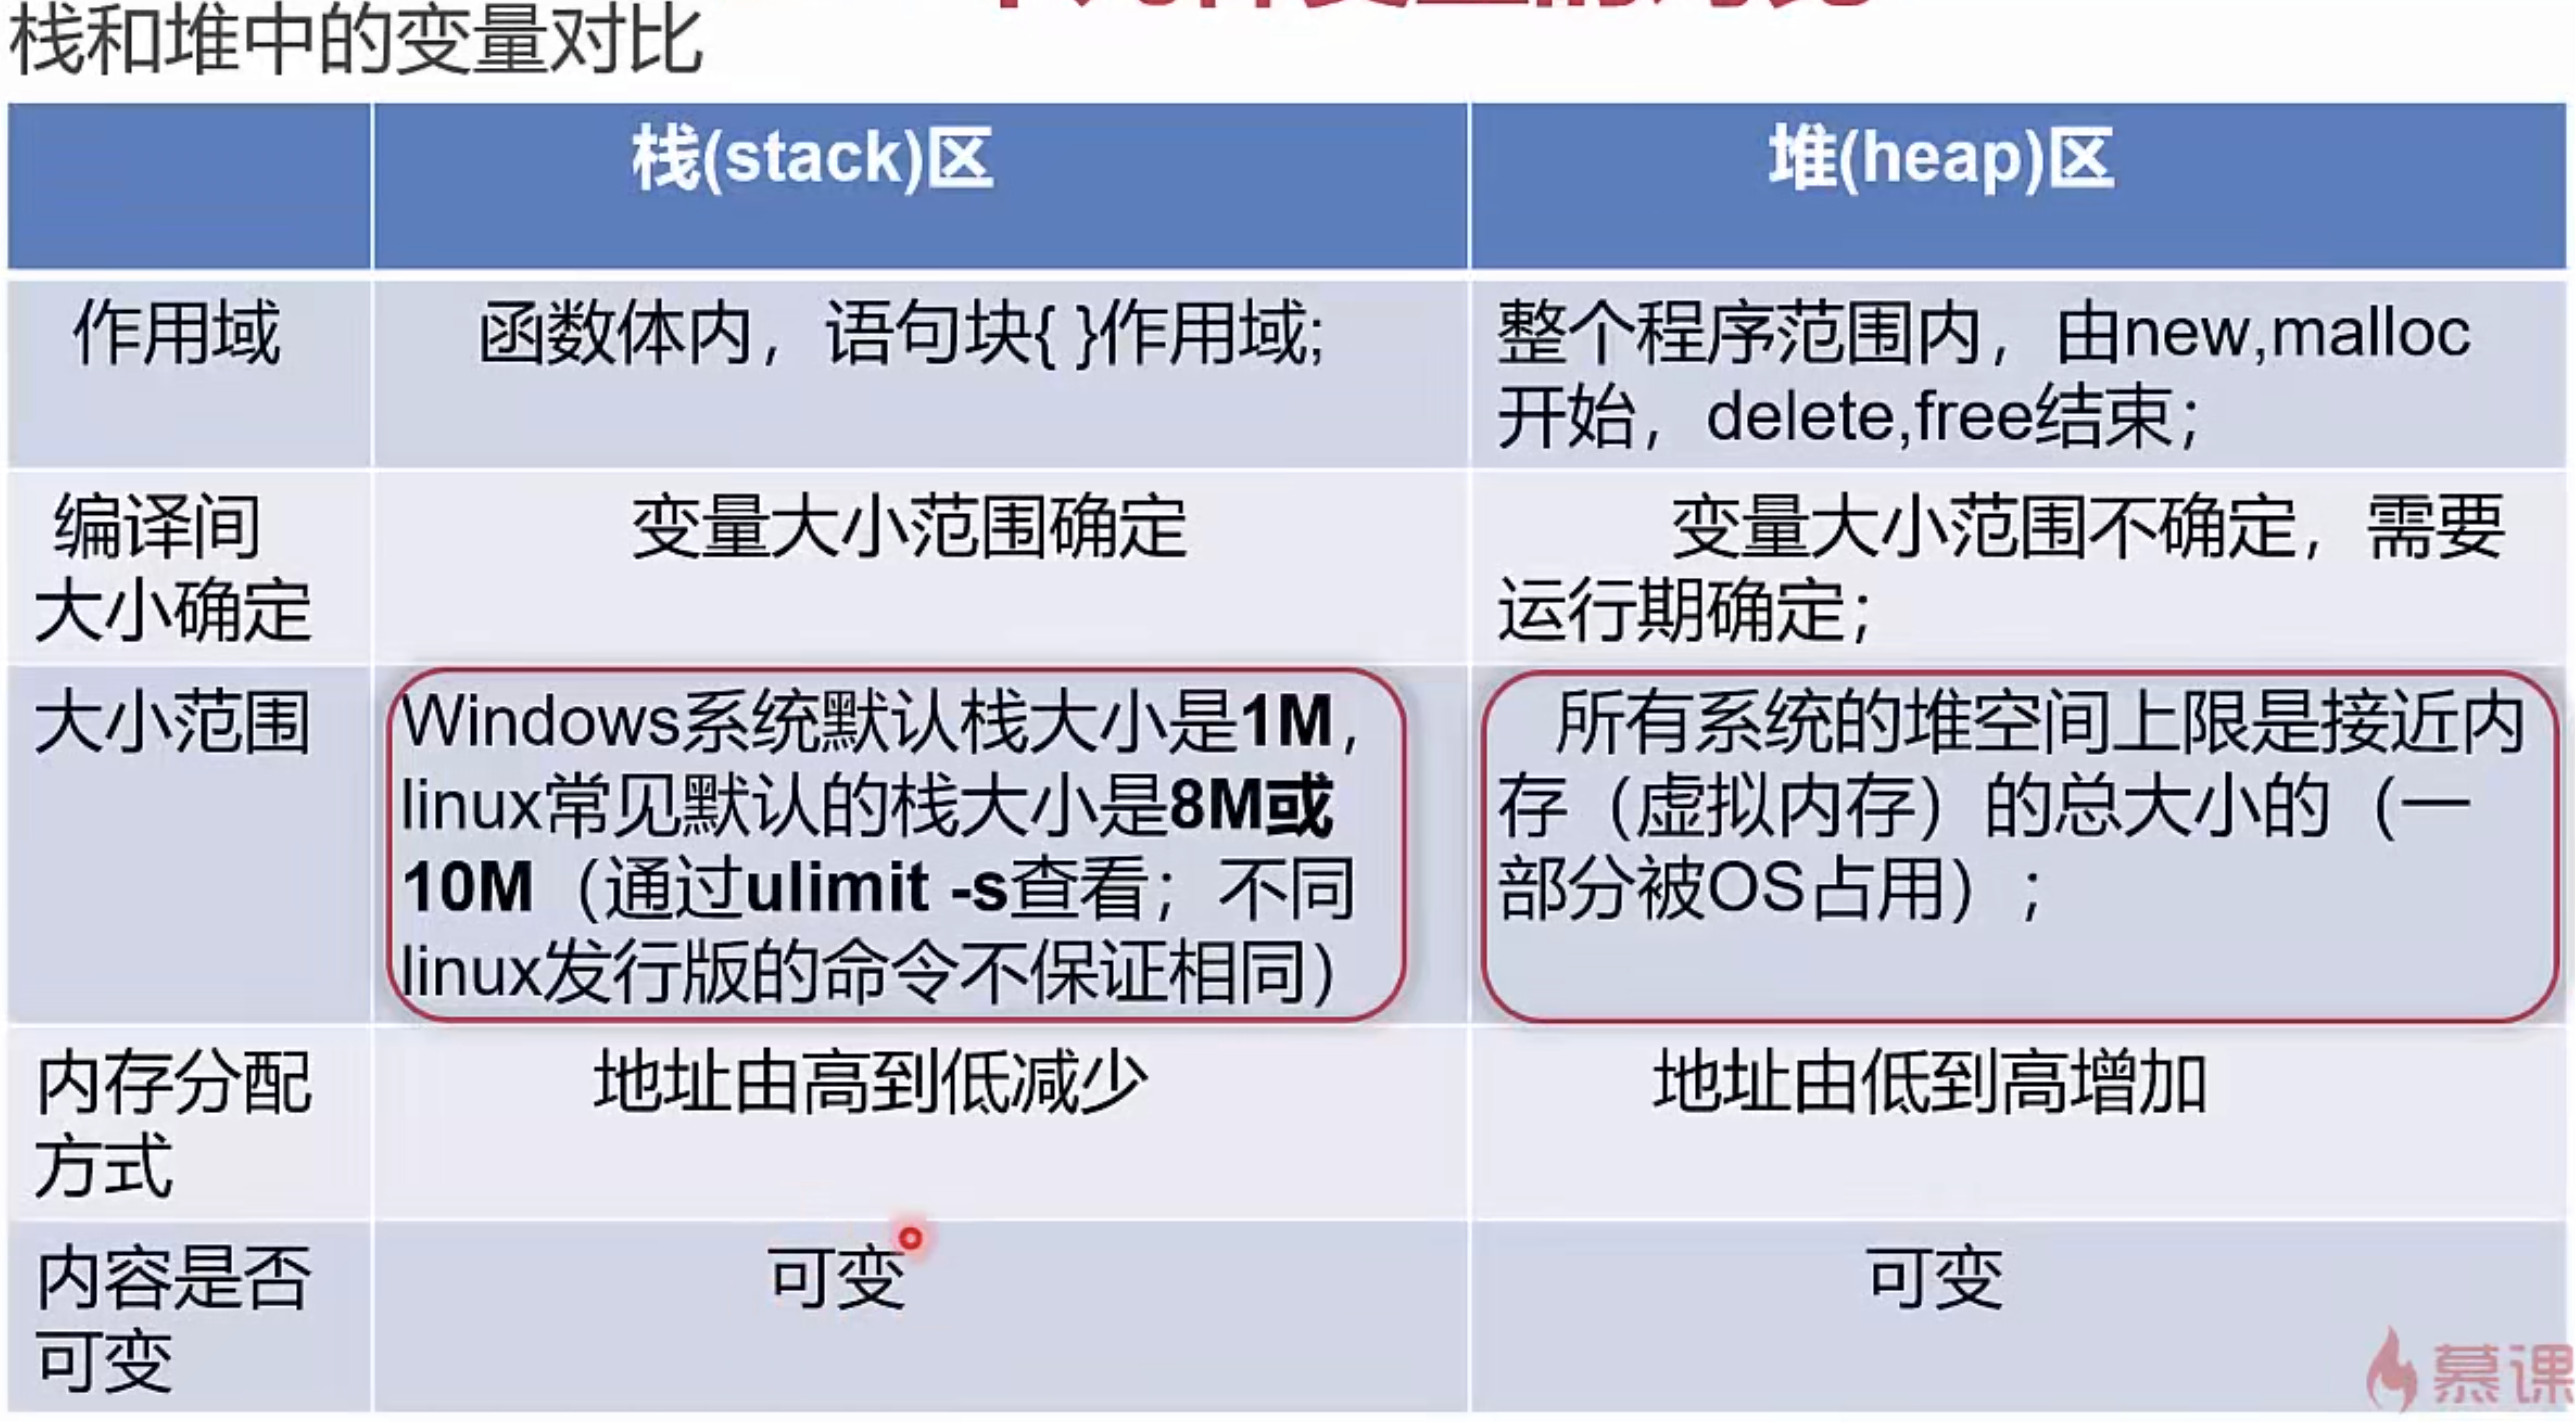 栈和堆中的变量对比
栈(stack)区
堆(heap)区
作用域
函数体内，语句块{ }作用域;
整个程序范围内，由new,malloc
开始，delete,free结束；
编译间
大小确定
变量大小范围确定
变量大小范围不确定，需要
运行期确定；
大小范围
Windows系统默认栈大小是1M，
linux常见默认的栈大小是8M或
10M（通过ulimit -s查看；不同
linux发行版的命令不保证相同）
所有系统的堆空间上限是接近内
存（虚拟内存）的总大小的（一
部分被OS占用）；
内存分配
方式
地址由高到低减少
地址由低到高增加
内容是否
可变
可变
可变
慕课